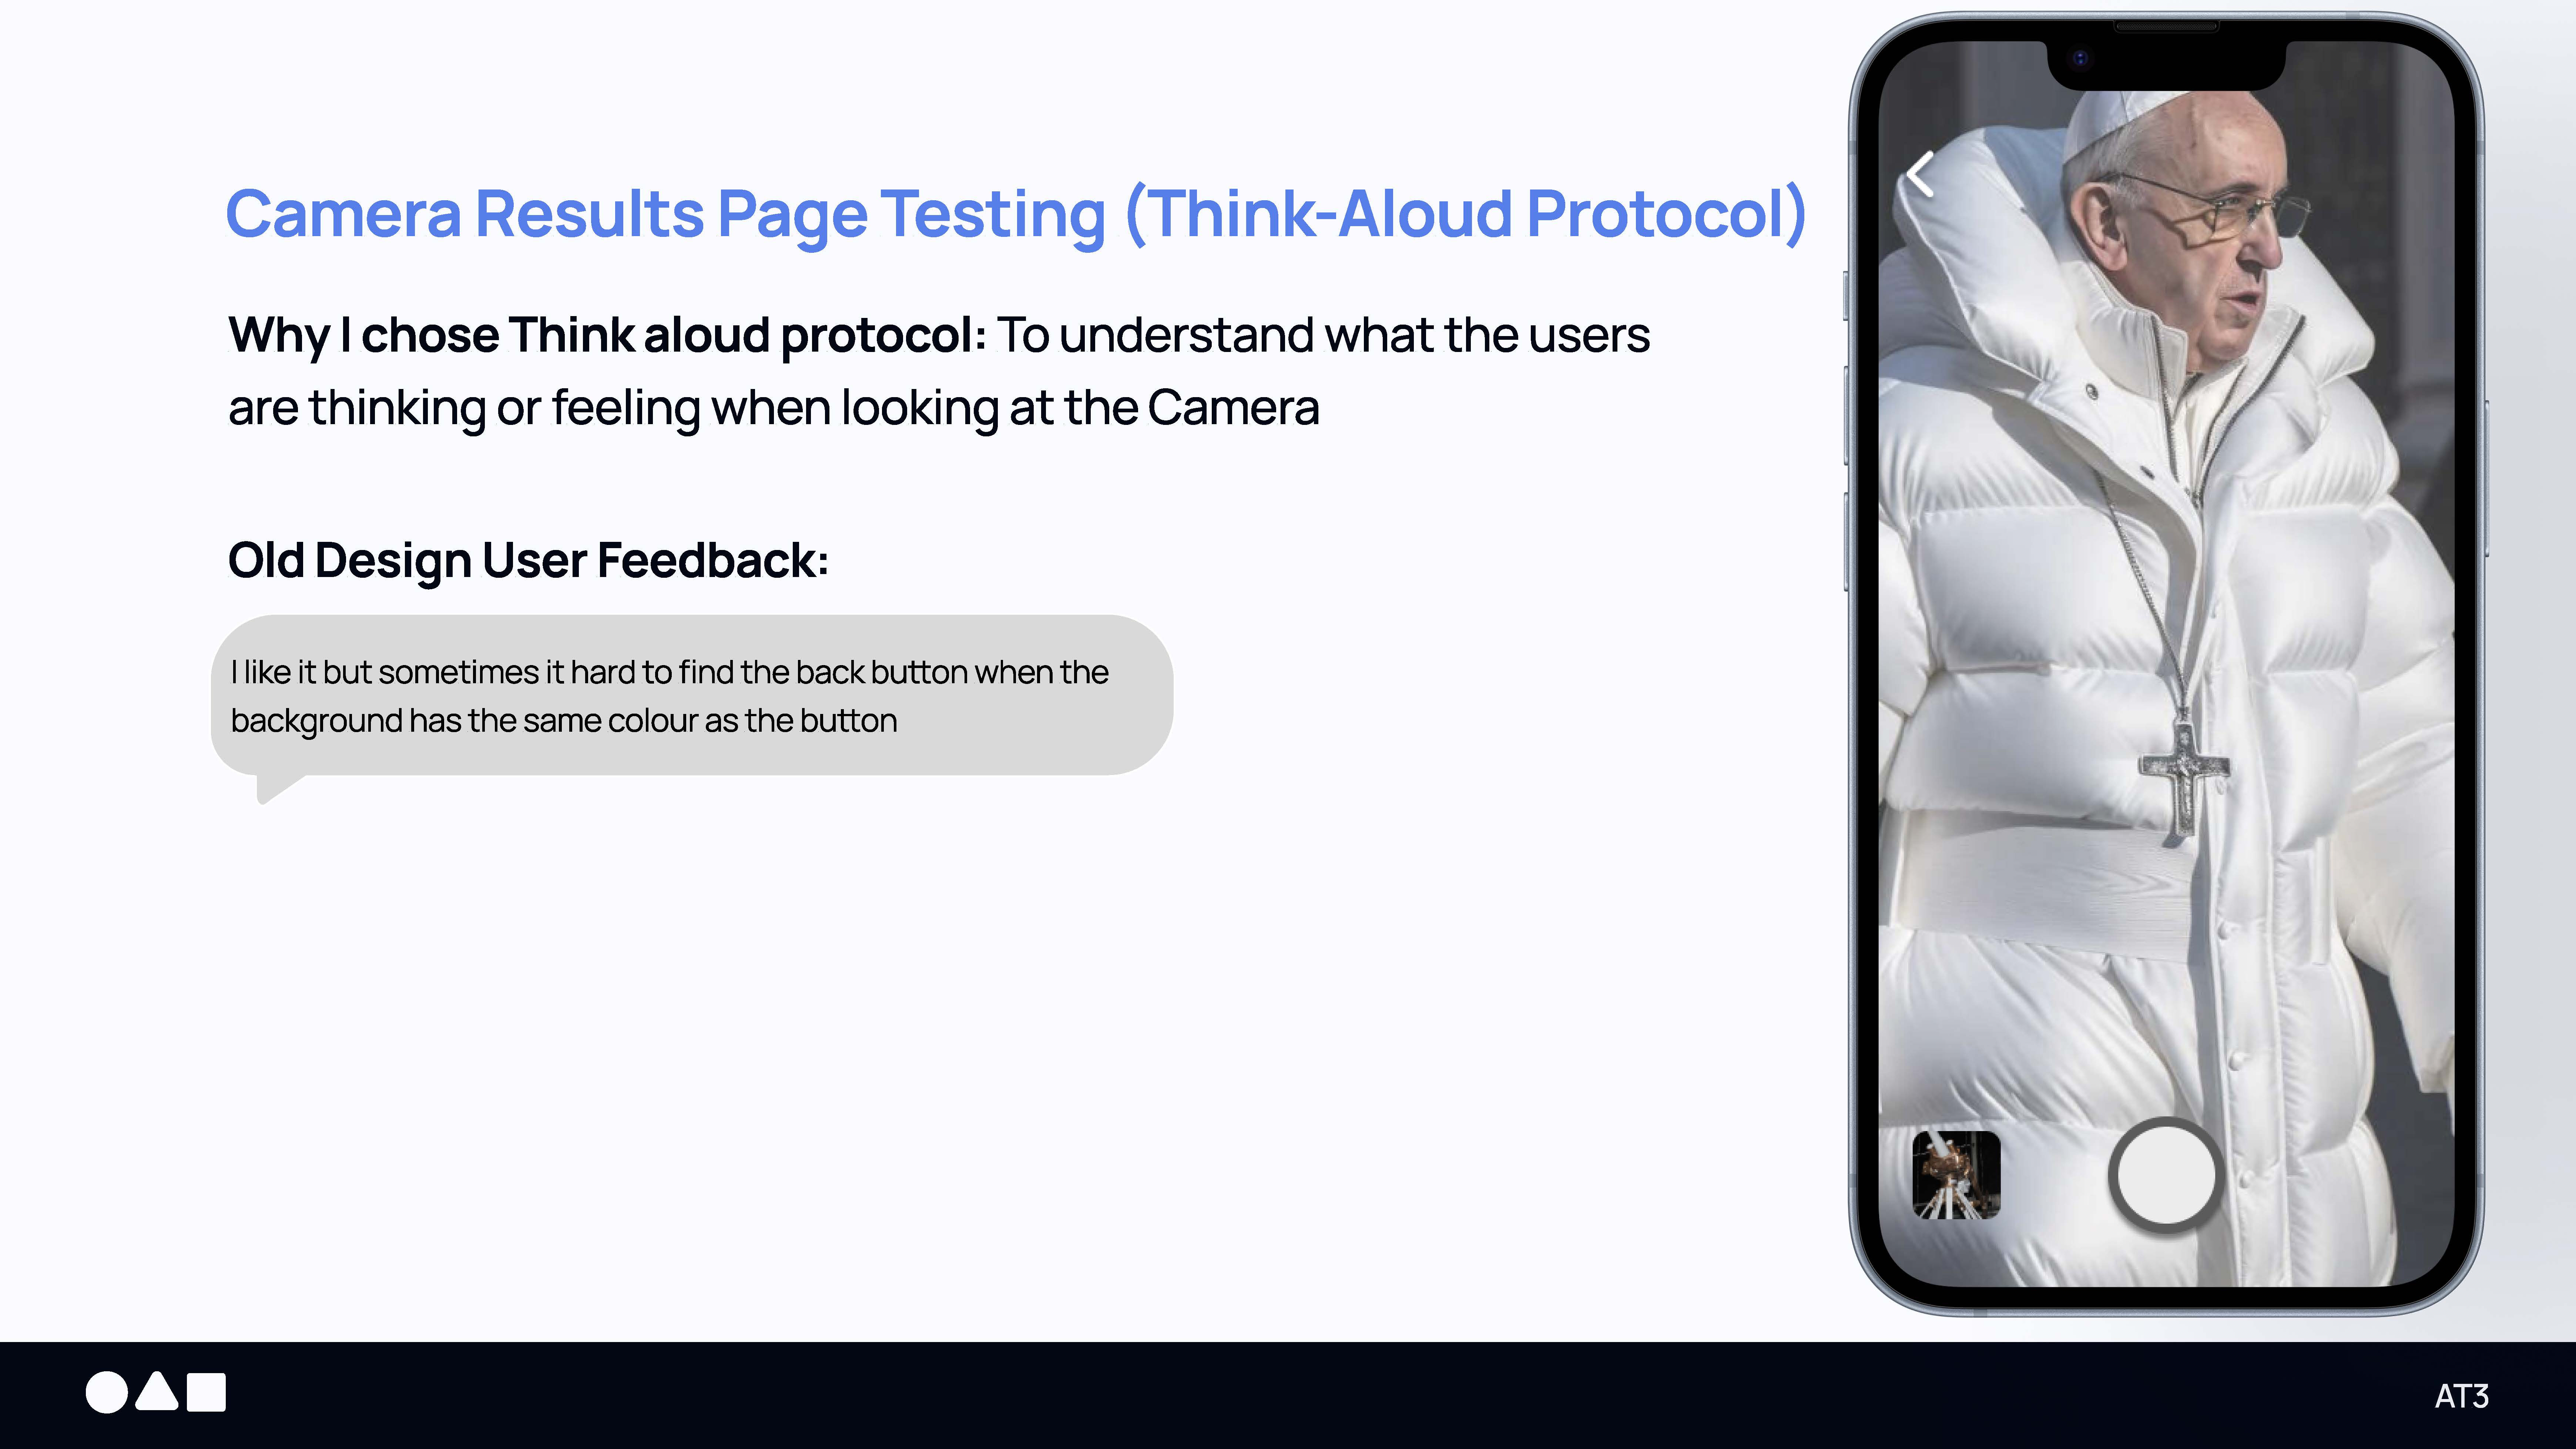 Camera Results Page Testing (Think-Aloud Protocol)
Why I chose Think aloud protocol: To understand what the users
are thinking or feeling when looking at the Camera
Old Design User Feedback:
I like it but sometimes it hard to find the back button when the
background has the same colour as the button
AT3